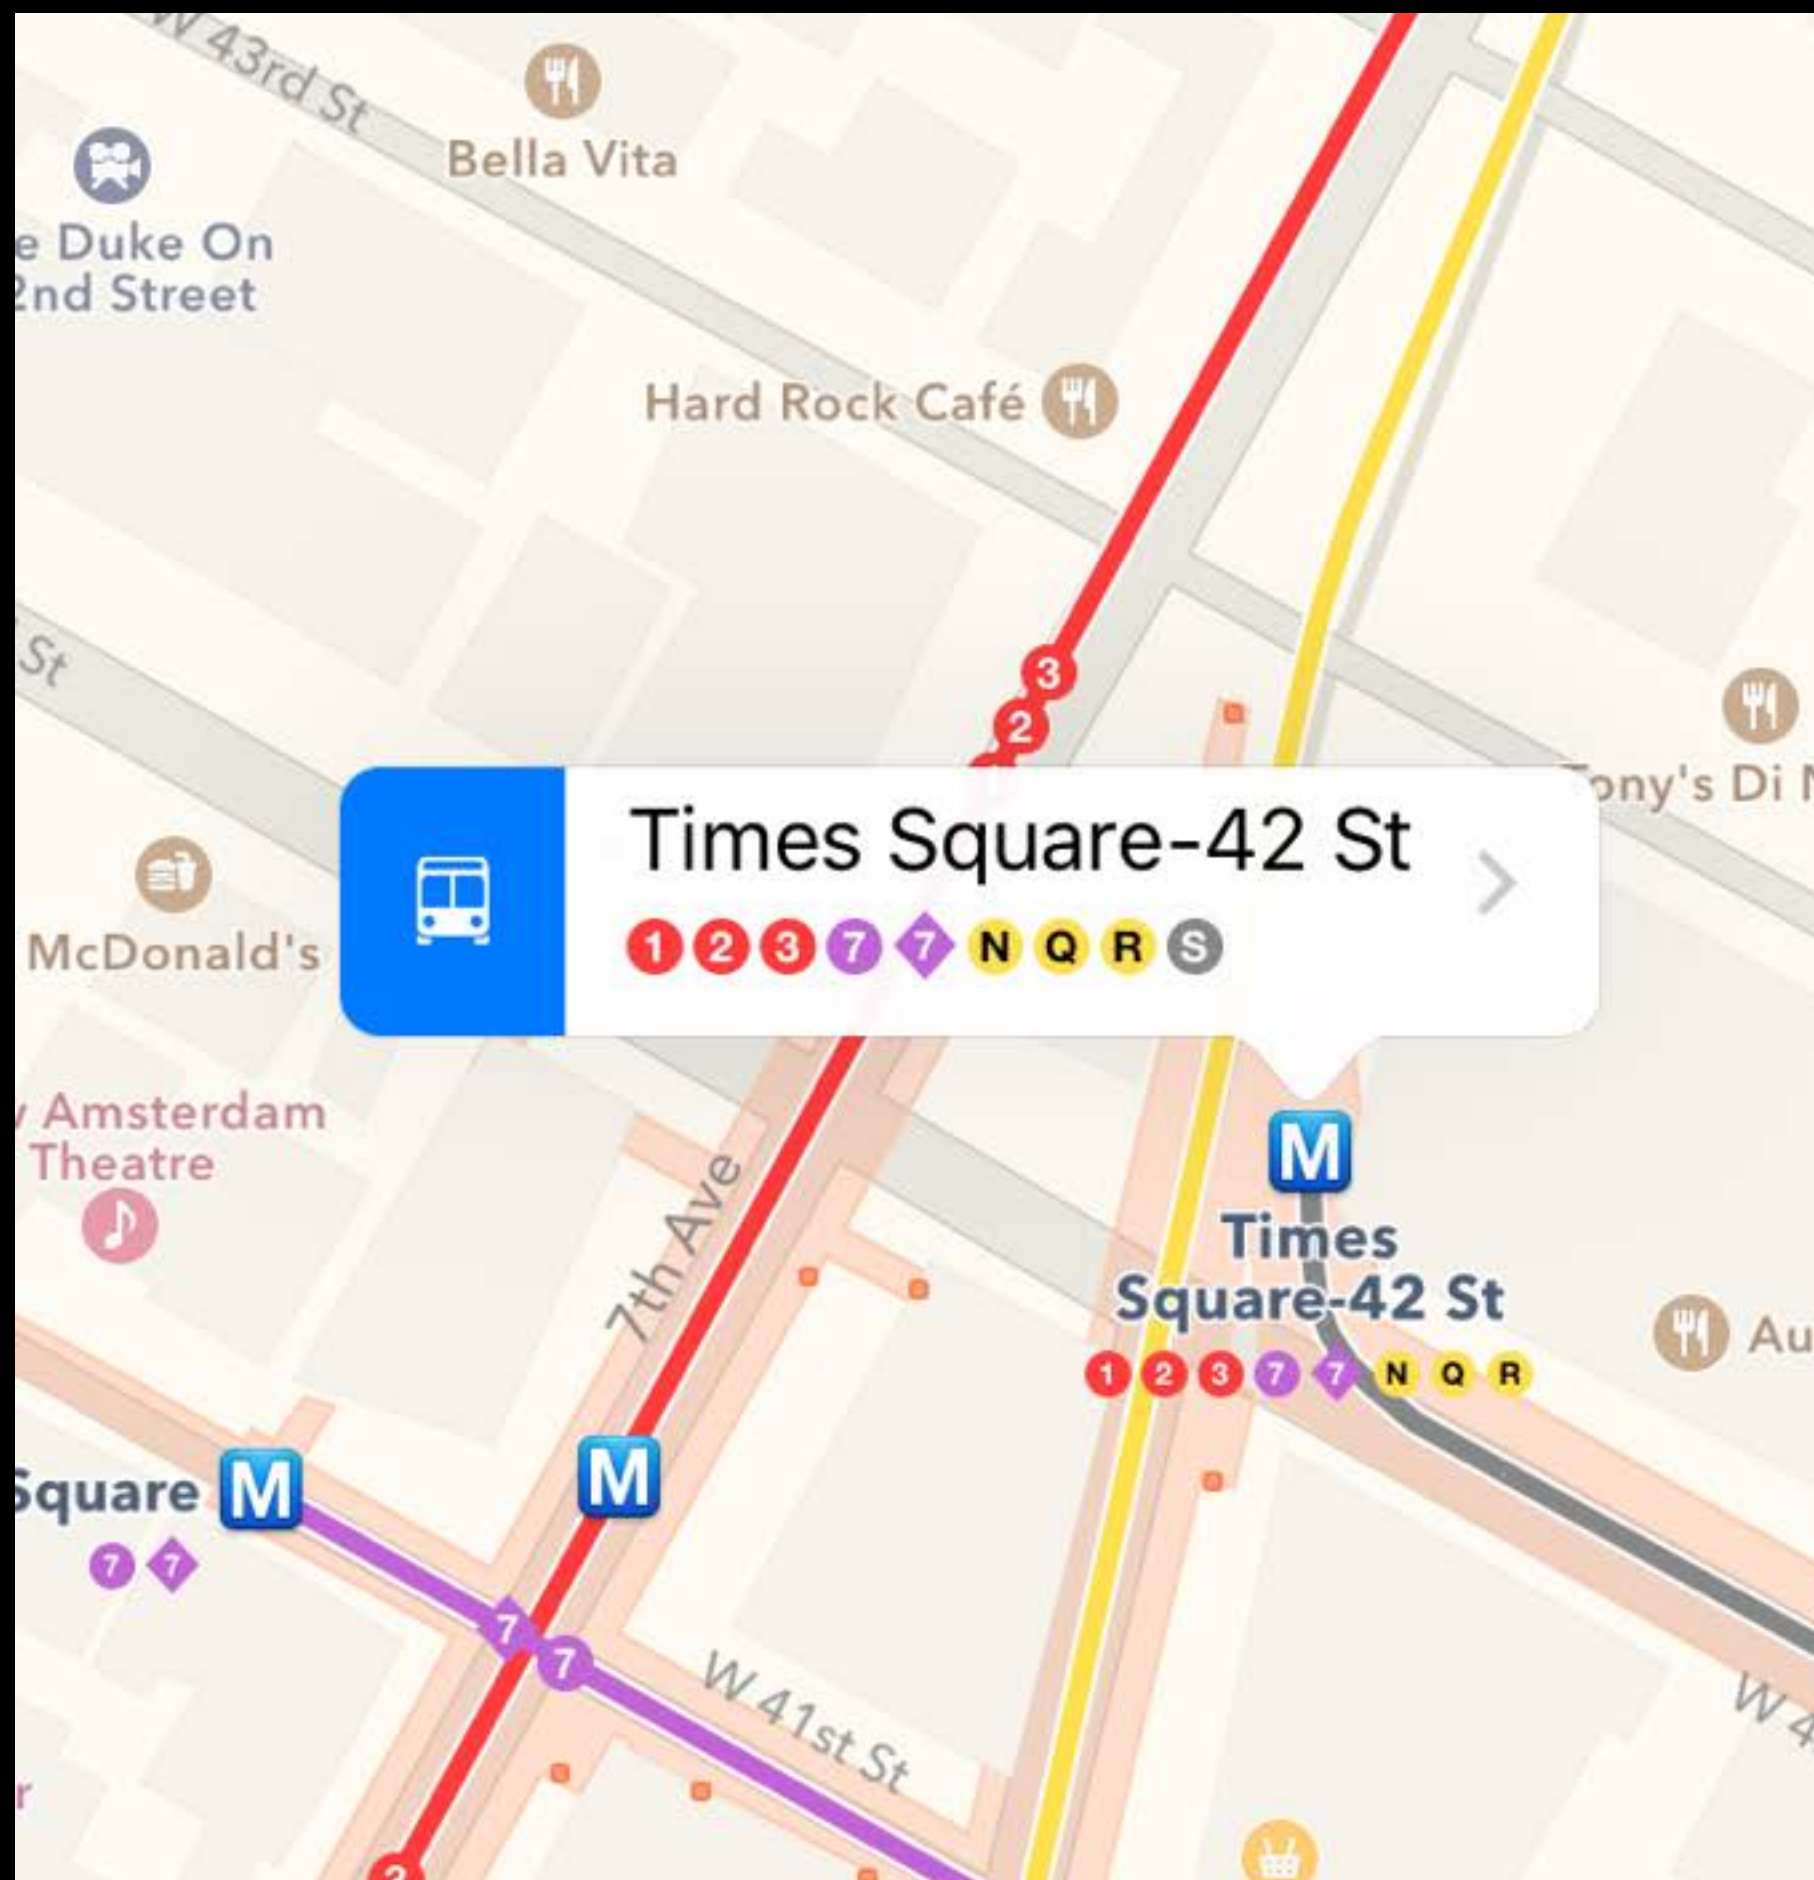 W 43rd St
Bella Vita
e Duke On
2nd Street
Hard Rock Café
St
3
2
Times Square-42 St
1 2 3 7 7 N Q R S
ony's Di
McDonald's
Amsterdam
Theatre
7th Ave
M
Times
Square-42 St
1 2 3 7 7 N Q R
Au
Square M
M
7 7
7
7
W 41st St
W 4
r